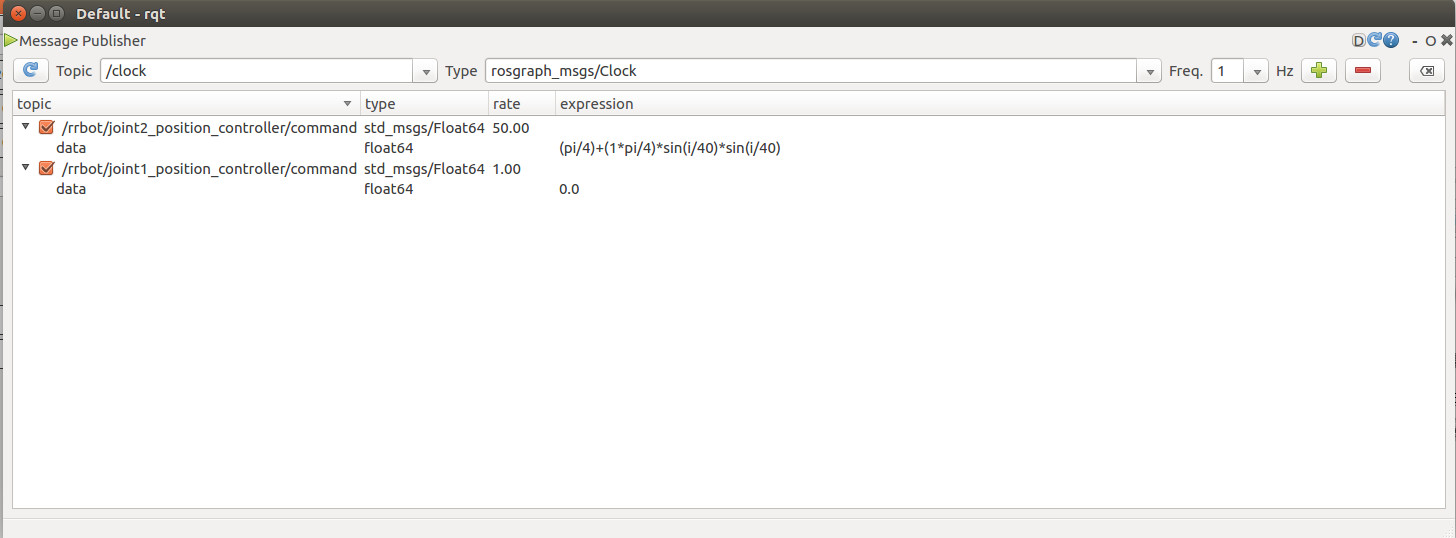 Default - rqt
Message Publisher D ? - O
Topic /clock Type rosgraph_msgs/Clock Freq. 1 Hz
topic type rate expression
/rrbot/joint2_position_controller/command std_msgs/Float64 50.00
data float64 (pi/4)+(1*pi/4)*sin(i/40)*sin(i/40)
/rrbot/joint1_position_controller/command std_msgs/Float64 1.00
data float64 0.0